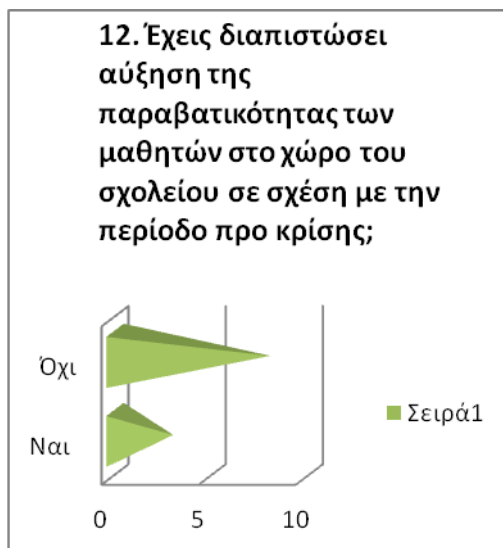 12. Έχεις διαπιστώσει
αύξηση της
παραβατικότητας των
μαθητών στο χώρο του
σχολείου σε σχέση με την
περίοδο προ κρίσης;
Όχι
Ναι
Σειρά1
0 5 10